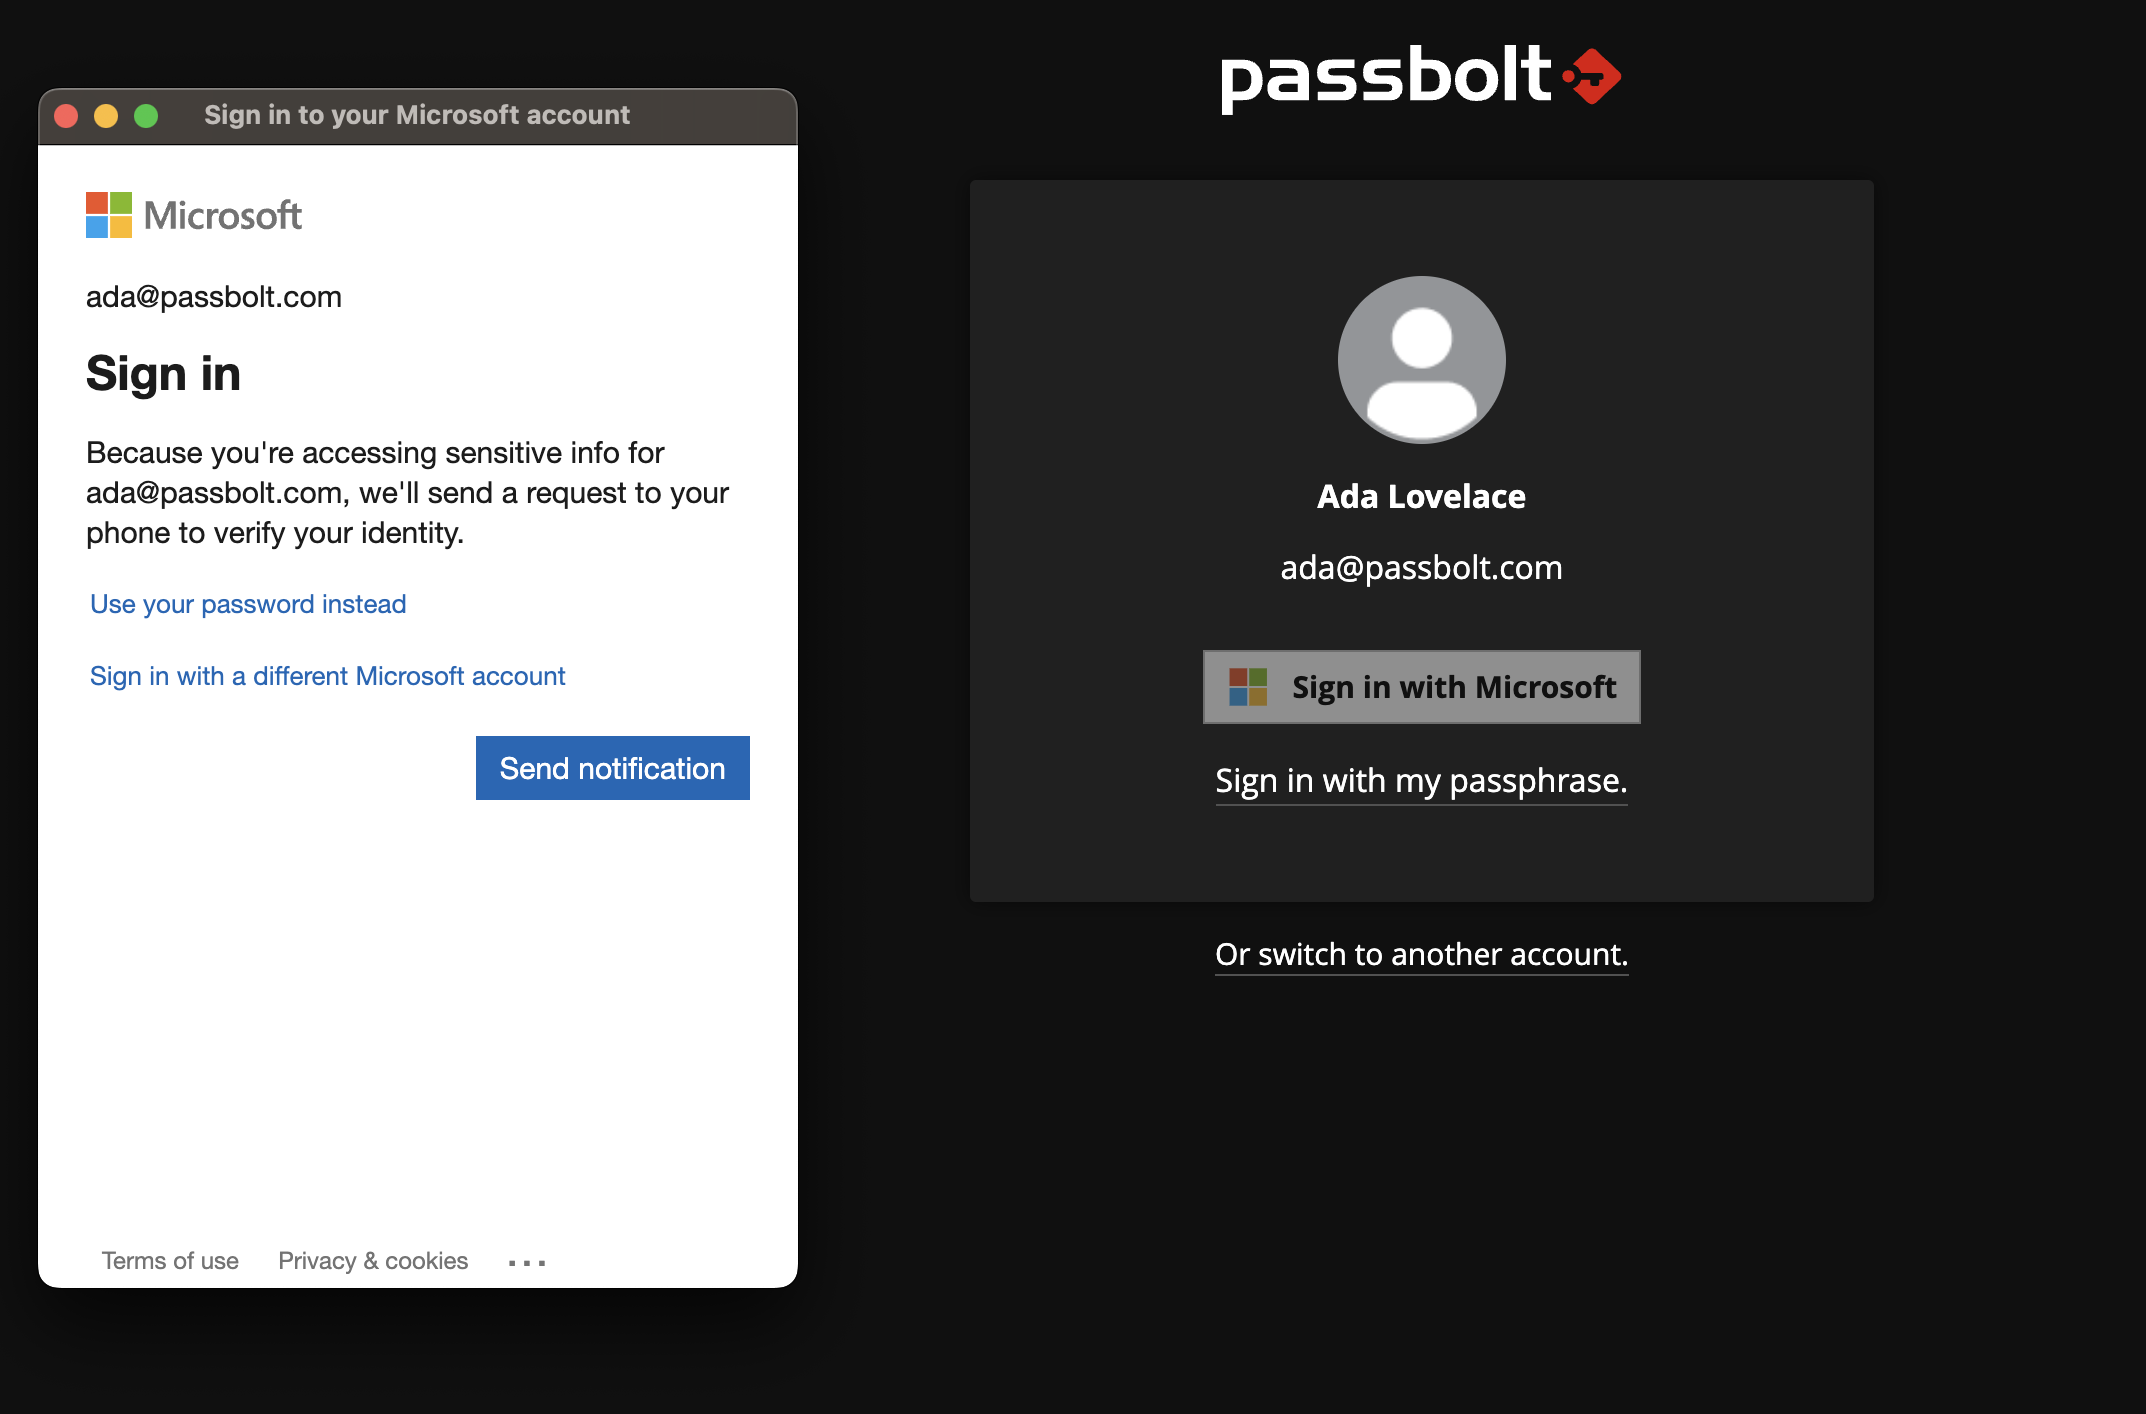 Sign in to your Microsoft account
Microsoft
ada@passbolt.com
Sign in
Because you're accessing sensitive info for
ada@passbolt.com, we'll send a request to your
phone to verify your identity.
Use your password instead
Sign in with a different Microsoft account
Send notification
Terms of use Privacy & cookies ...
passbolt
Ada Lovelace
ada@passbolt.com
Sign in with Microsoft
Sign in with my passphrase.
Or switch to another account.